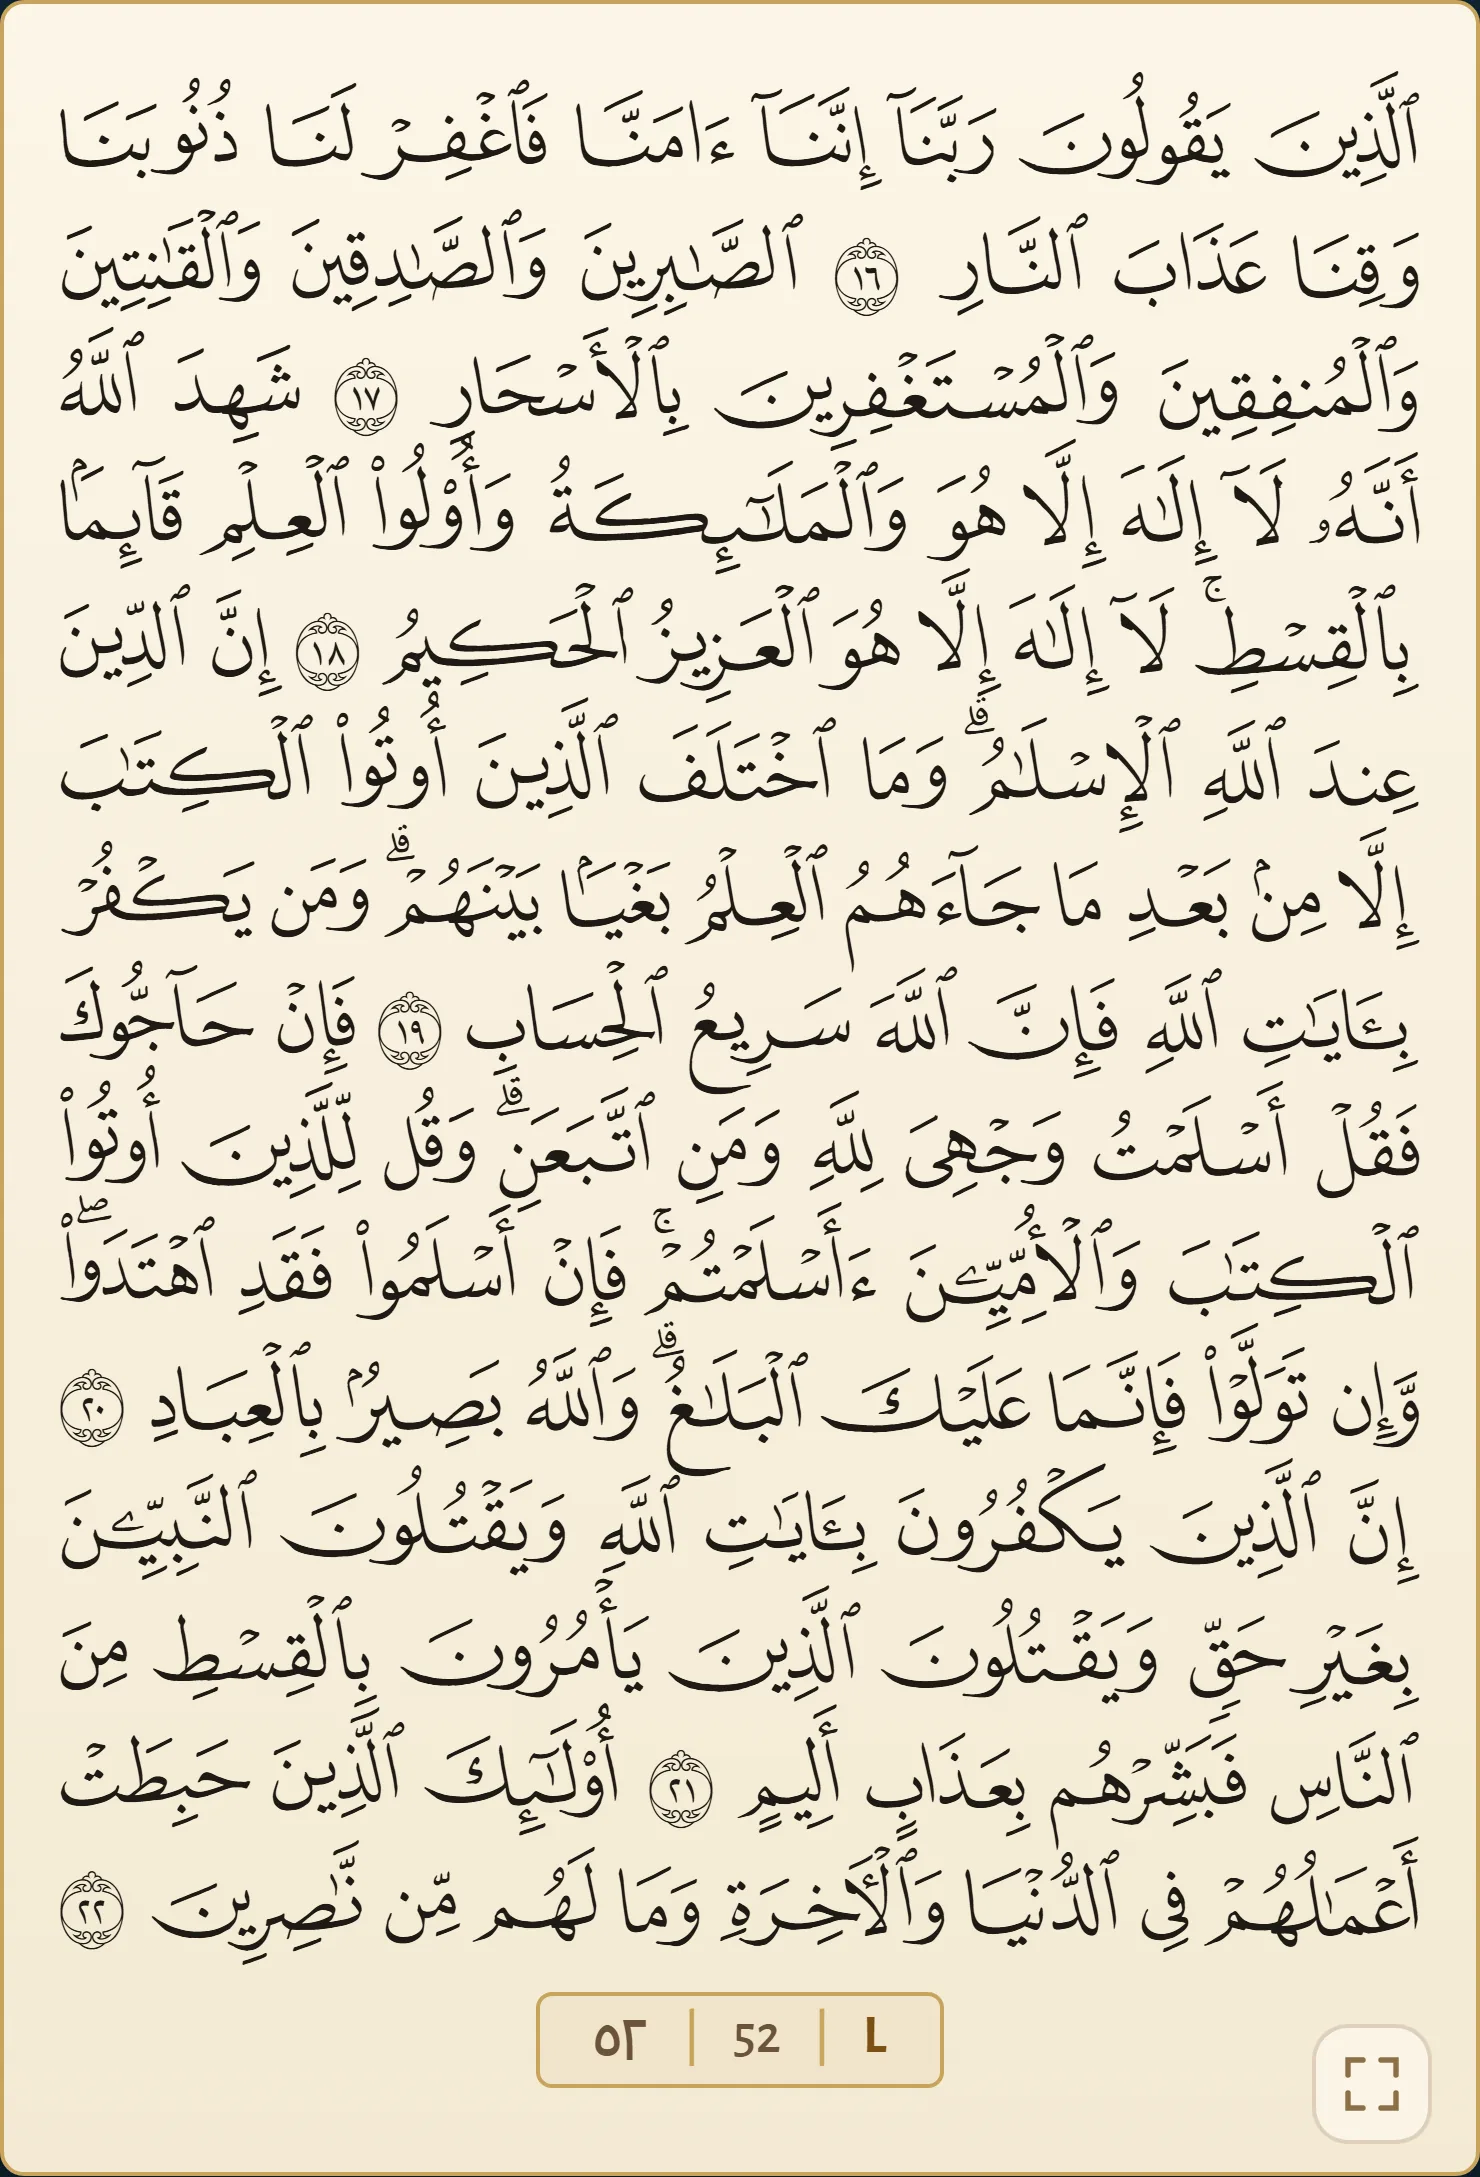 ٱلَّذِينَ يَقُولُونَ رَبَّنَآ إِنَّنَآ ءَامَنَّا فَٱغْفِرْ لَنَا ذُنُوبَنَا
وَقِنَا عَذَابَ ٱلنَّارِ ١٦ ٱلصَّـٰبِرِينَ وَٱلصَّـٰدِقِينَ وَٱلْقَـٰنِتِينَ
وَٱلْمُنفِقِينَ وَٱلْمُسْتَغْفِرِينَ بِٱلْأَسْحَارِ ١٧ شَهِدَ ٱللَّهُ
أَنَّهُۥ لَآ إِلَـٰهَ إِلَّا هُوَ وَٱلْمَلَـٰٓئِكَةُ وَأُو۟لُوا۟ ٱلْعِلْمِ قَآئِمَۢا
بِٱلْقِسْطِ ۚ لَآ إِلَـٰهَ إِلَّا هُوَ ٱلْعَزِيزُ ٱلْحَكِيمُ ١٨ إِنَّ ٱلدِّينَ
عِندَ ٱللَّهِ ٱلْإِسْلَـٰمُ ۗ وَمَا ٱخْتَلَفَ ٱلَّذِينَ أُوتُوا۟ ٱلْكِتَـٰبَ
إِلَّا مِنۢ بَعْدِ مَا جَآءَهُمُ ٱلْعِلْمُ بَغْيَۢا بَيْنَهُمْ ۗ وَمَن يَكْفُرْ
بِـَٔايَـٰتِ ٱللَّهِ فَإِنَّ ٱللَّهَ سَرِيعُ ٱلْحِسَابِ ١٩ فَإِنْ حَآجُّوكَ
فَقُلْ أَسْلَمْتُ وَجْهِىَ لِلَّهِ وَمَنِ ٱتَّبَعَنِ ۗ وَقُل لِّلَّذِينَ أُوتُوا۟
ٱلْكِتَـٰبَ وَٱلْأُمِّيِّـۧنَ ءَأَسْلَمْتُمْ ۚ فَإِنْ أَسْلَمُوا۟ فَقَدِ ٱهْتَدَوا۟ ۖ
وَّإِن تَوَلَّوْا۟ فَإِنَّمَا عَلَيْكَ ٱلْبَلَـٰغُ ۗ وَٱللَّهُ بَصِيرُۢ بِٱلْعِبَادِ ٢٠
إِنَّ ٱلَّذِينَ يَكْفُرُونَ بِـَٔايَـٰتِ ٱللَّهِ وَيَقْتُلُونَ ٱلنَّبِيِّـۧنَ
بِغَيْرِ حَقٍّ وَيَقْتُلُونَ ٱلَّذِينَ يَأْمُرُونَ بِٱلْقِسْطِ مِنَ
ٱلنَّاسِ فَبَشِّرْهُم بِعَذَابٍ أَلِيمٍ ٢١ أُو۟لَـٰٓئِكَ ٱلَّذِينَ حَبِطَتْ
أَعْمَـٰلُهُمْ فِى ٱلدُّنْيَا وَٱلْـَٔاخِرَةِ وَمَا لَهُم مِّن نَّـٰصِرِينَ ٢٢
٥٢ | 52 | L